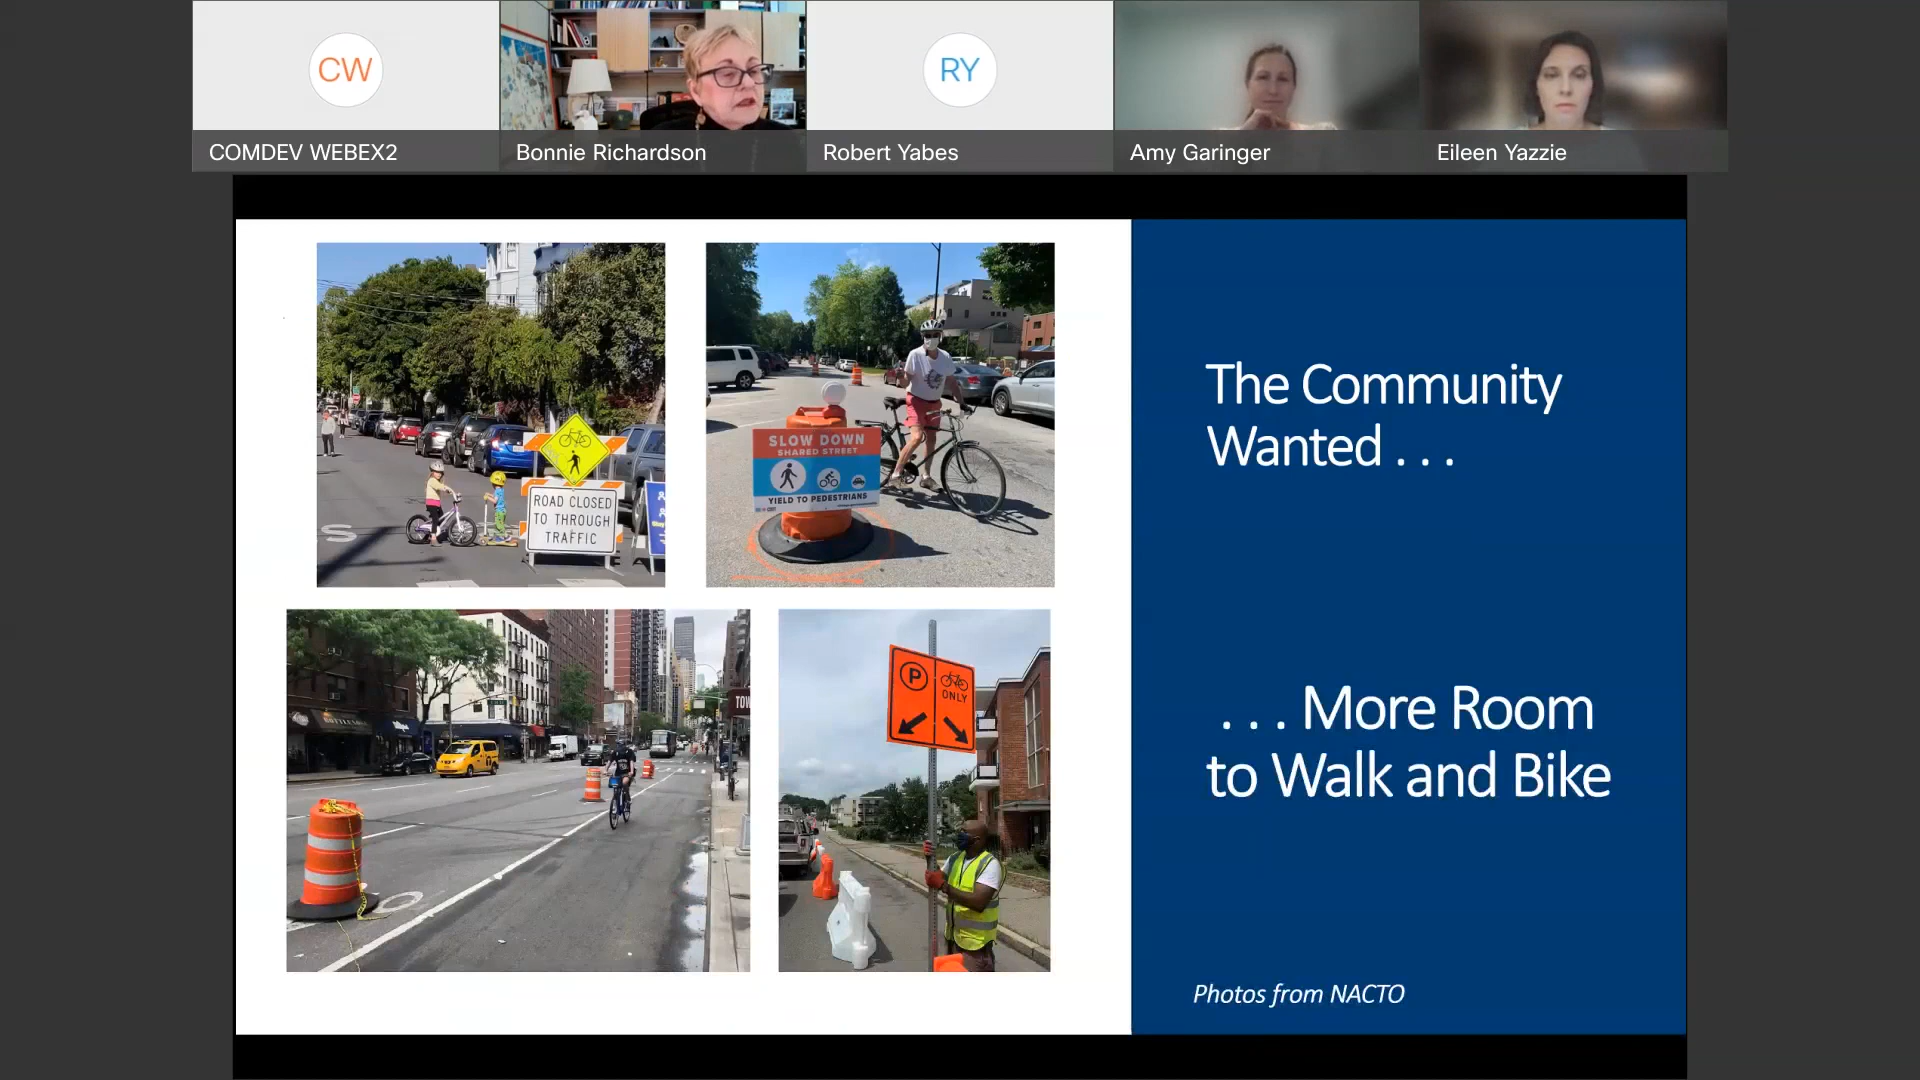 CW
RY
COMDEV WEBEX2
Bonnie Richardson
Robert Yabes
Amy Garinger
Eileen Yazzie
ROAD CLOSED
TO THROUGH
TRAFFIC
S
SLOW DOWN
SHARED STREET
YIELD TO PEDESTRIANS
The Community
Wanted . . .
TOW
P
ONLY
. . . More Room
to Walk and Bike
Photos from NACTO